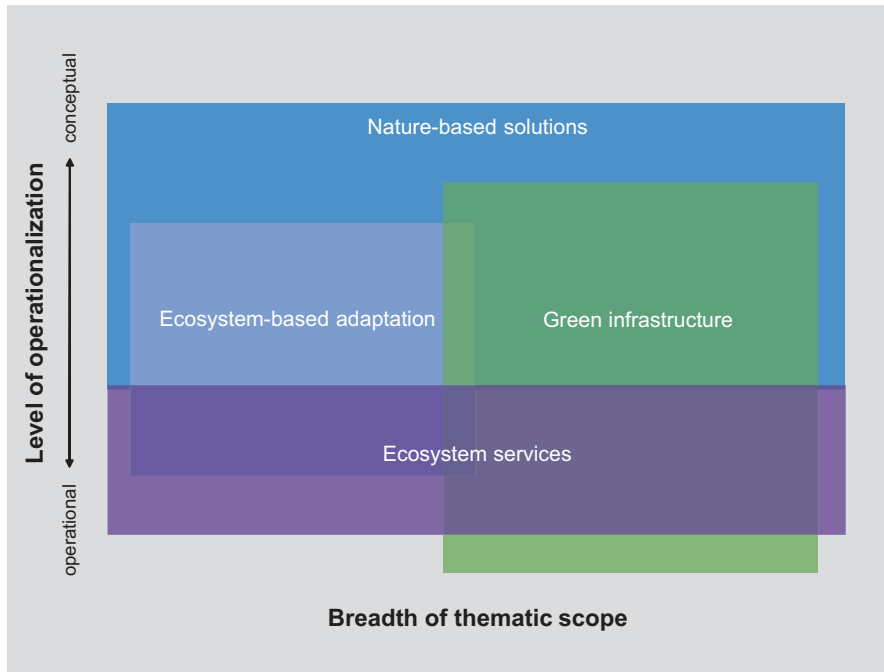 conceptual
Level of operationalization
operational
Nature-based solutions
Ecosystem-based adaptation
Green infrastructure
Ecosystem services
Breadth of thematic scope